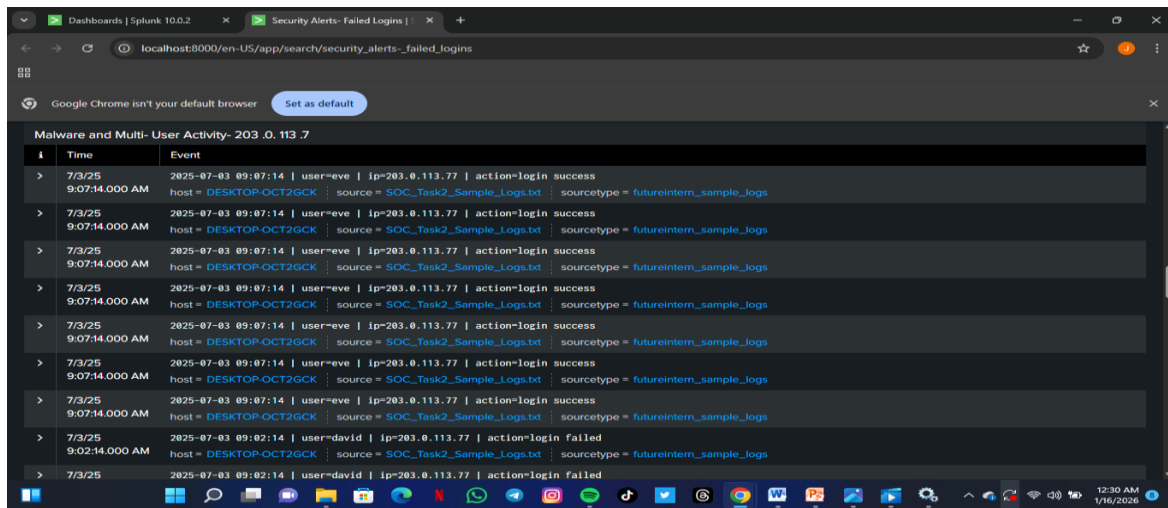 Dashboards | Splunk 10.0.2
Security Alerts- Failed Logins |
localhost:8000/en-US/app/search/security_alerts-_failed_logins
J
Google Chrome isn't your default browser Set as default
Malware and Multi- User Activity- 203 .0. 113 .7
i Time Event
7/3/25 2025-07-03 09:07:14 | user=eve | ip=203.0.113.77 | action=login success
9:07:14.000 AM host = DESKTOP-OCT2GCK source = SOC_Task2_Sample_Logs.txt sourcetype = futureintern_sample_logs
7/3/25 2025-07-03 09:07:14 | user=eve | ip=203.0.113.77 | action=login success
9:07:14.000 AM host = DESKTOP-OCT2GCK source = SOC_Task2_Sample_Logs.txt sourcetype = futureintern_sample_logs
7/3/25 2025-07-03 09:07:14 | user=eve | ip=203.0.113.77 | action=login success
9:07:14.000 AM host = DESKTOP-OCT2GCK source = SOC_Task2_Sample_Logs.txt sourcetype = futureintern_sample_logs
7/3/25 2025-07-03 09:07:14 | user=eve | ip=203.0.113.77 | action=login success
9:07:14.000 AM host = DESKTOP-OCT2GCK source = SOC_Task2_Sample_Logs.txt sourcetype = futureintern_sample_logs
7/3/25 2025-07-03 09:07:14 | user=eve | ip=203.0.113.77 | action=login success
9:07:14.000 AM host = DESKTOP-OCT2GCK source = SOC_Task2_Sample_Logs.txt sourcetype = futureintern_sample_logs
7/3/25 2025-07-03 09:07:14 | user=eve | ip=203.0.113.77 | action=login success
9:07:14.000 AM host = DESKTOP-OCT2GCK source = SOC_Task2_Sample_Logs.txt sourcetype = futureintern_sample_logs
7/3/25 2025-07-03 09:07:14 | user=eve | ip=203.0.113.77 | action=login success
9:07:14.000 AM host = DESKTOP-OCT2GCK source = SOC_Task2_Sample_Logs.txt sourcetype = futureintern_sample_logs
7/3/25 2025-07-03 09:02:14 | user=david | ip=203.0.113.77 | action=login failed
9:02:14.000 AM host = DESKTOP-OCT2GCK source = SOC_Task2_Sample_Logs.txt sourcetype = futureintern_sample_logs
7/3/25 2025-07-03 09:02:14 | user=david | ip=203.0.113.77 | action=login failed
12:30 AM
1/16/2026